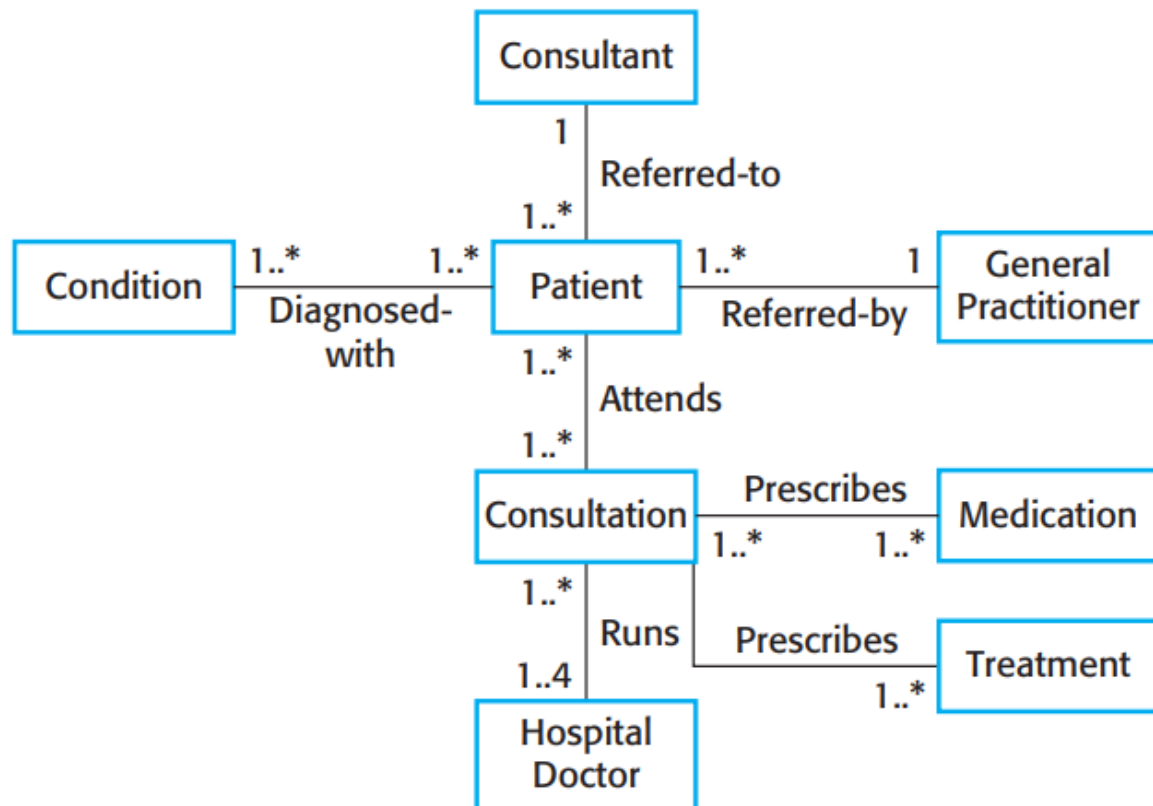 Consultant
1
Referred-to
1..*
Condition
1..*
1..*
Diagnosed-
with
Patient
1..*
1
Referred-by
General
Practitioner
1..*
Attends
1..*
Consultation
Prescribes
1..*
1..*
Medication
1..*
Runs
1..4
Prescribes
1..*
Treatment
Hospital
Doctor